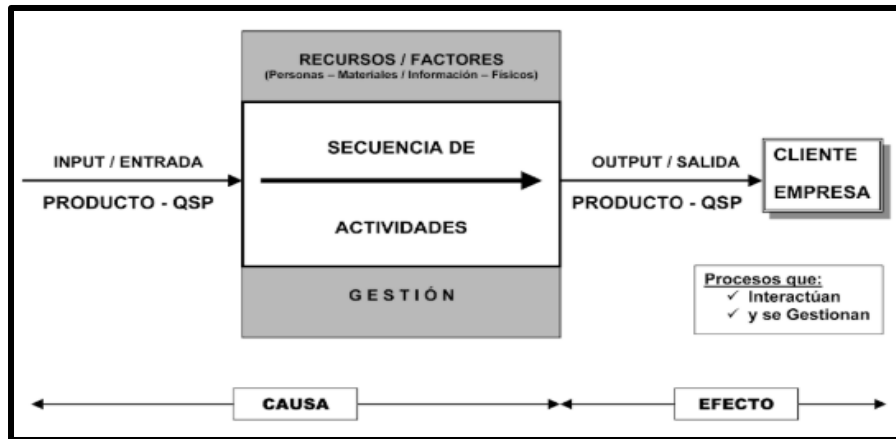 RECURSOS / FACTORES
(Personas – Materiales / Información – Físicos)
INPUT / ENTRADA
PRODUCTO - QSP
SECUENCIA DE
ACTIVIDADES
OUTPUT / SALIDA
PRODUCTO - QSP
CLIENTE
EMPRESA
GESTIÓN
Procesos que:
✓ Interactúan
✓ y se Gestionan
CAUSA
EFECTO